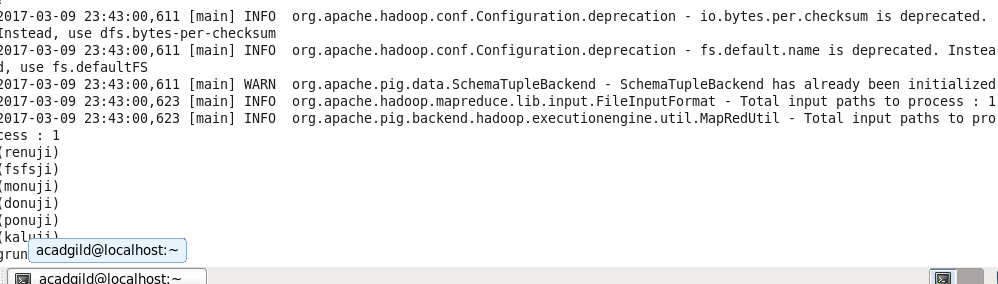 2017-03-09 23:43:00,611 [main] INFO  org.apache.hadoop.conf.Configuration.deprecation - io.bytes.per.checksum is deprecated.
Instead, use dfs.bytes-per-checksum
2017-03-09 23:43:00,611 [main] INFO  org.apache.hadoop.conf.Configuration.deprecation - fs.default.name is deprecated. Instea
d, use fs.defaultFS
2017-03-09 23:43:00,611 [main] WARN  org.apache.pig.data.SchemaTupleBackend - SchemaTupleBackend has already been initialized
2017-03-09 23:43:00,623 [main] INFO  org.apache.hadoop.mapreduce.lib.input.FileInputFormat - Total input paths to process : 1
2017-03-09 23:43:00,623 [main] INFO  org.apache.pig.backend.hadoop.executionengine.util.MapRedUtil - Total input paths to pro
cess : 1
(renuji)
(fsfsji)
(monuji)
(donuji)
(ponuji)
(kaluji)
grun
acadgild@localhost:~
acadgild@localhost:~